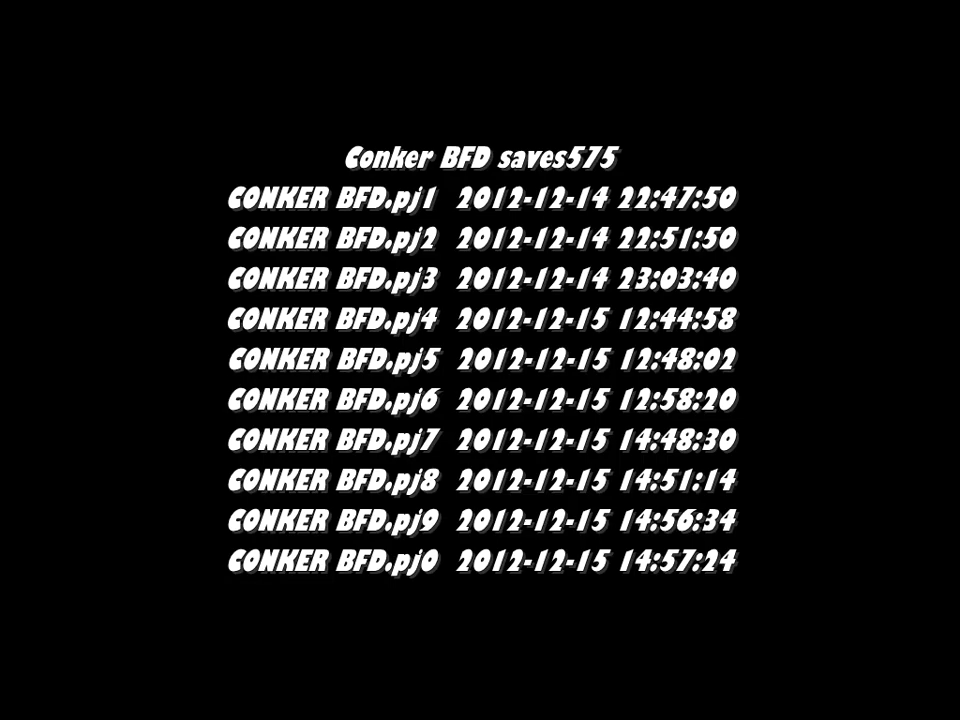 Conker BFD saves575
CONKER BFD.pj1 2012-12-14 22:47:50
CONKER BFD.pj2 2012-12-14 22:51:50
CONKER BFD.pj3 2012-12-14 23:03:40
CONKER BFD.pj4 2012-12-15 12:44:58
CONKER BFD.pj5 2012-12-15 12:48:02
CONKER BFD.pj6 2012-12-15 12:58:20
CONKER BFD.pj7 2012-12-15 14:48:30
CONKER BFD.pj8 2012-12-15 14:51:14
CONKER BFD.pj9 2012-12-15 14:56:34
CONKER BFD.pj0 2012-12-15 14:57:24